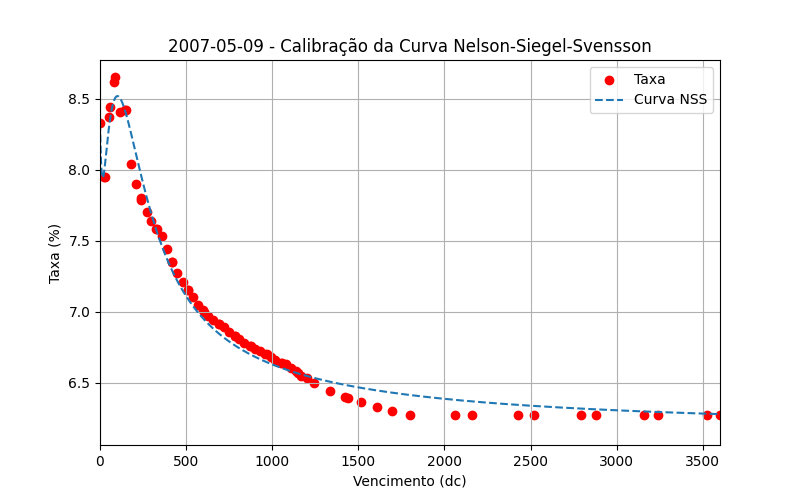 2007-05-09 - Calibração da Curva Nelson-Siegel-Svensson
Taxa
Curva NSS
Taxa (%)
8.5
8.0
7.5
7.0
6.5
0 500 1000 1500 2000 2500 3000 3500
Vencimento (dc)